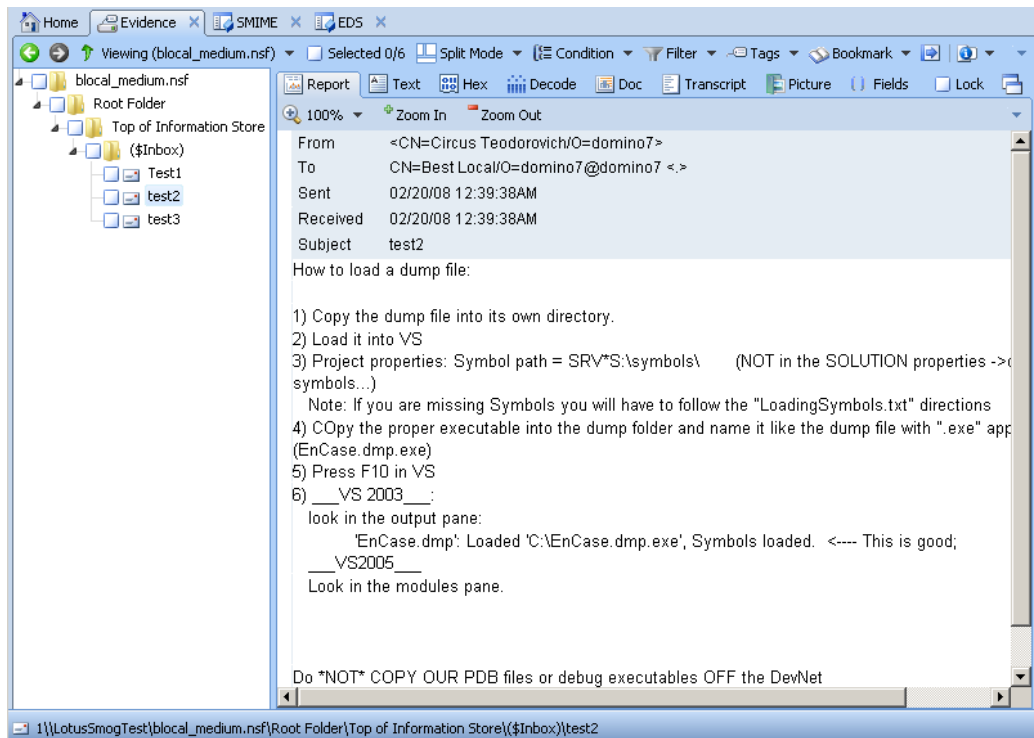 Home Evidence SMIME EDS
Viewing (blocal_medium.nsf) Selected 0/6 Split Mode Condition Filter Tags Bookmark
blocal_medium.nsf
Root Folder
Top of Information Store
($Inbox)
Test1
test2
test3
Report Text Hex Decode Doc Transcript Picture Fields Lock
100% Zoom In Zoom Out
From <CN=Circus Teodorovich/O=domino7>
To CN=Best Local/O=domino7@domino7 <.>
Sent 02/20/08 12:39:38AM
Received 02/20/08 12:39:38AM
Subject test2
How to load a dump file:
1) Copy the dump file into its own directory.
2) Load it into VS
3) Project properties: Symbol path = SRV*S:\symbols\ (NOT in the SOLUTION properties ->
symbols...)
Note: If you are missing Symbols you will have to follow the "LoadingSymbols.txt" directions
4) COpy the proper executable into the dump folder and name it like the dump file with ".exe" app
(EnCase.dmp.exe)
5) Press F10 in VS
6) ___VS 2003___:
look in the output pane:
'EnCase.dmp': Loaded 'C:\EnCase.dmp.exe', Symbols loaded. <---- This is good;
___VS2005___
Look in the modules pane.
Do *NOT* COPY OUR PDB files or debug executables OFF the DevNet
1\\LotusSmogTest\blocal_medium.nsf\Root Folder\Top of Information Store\($Inbox)\test2